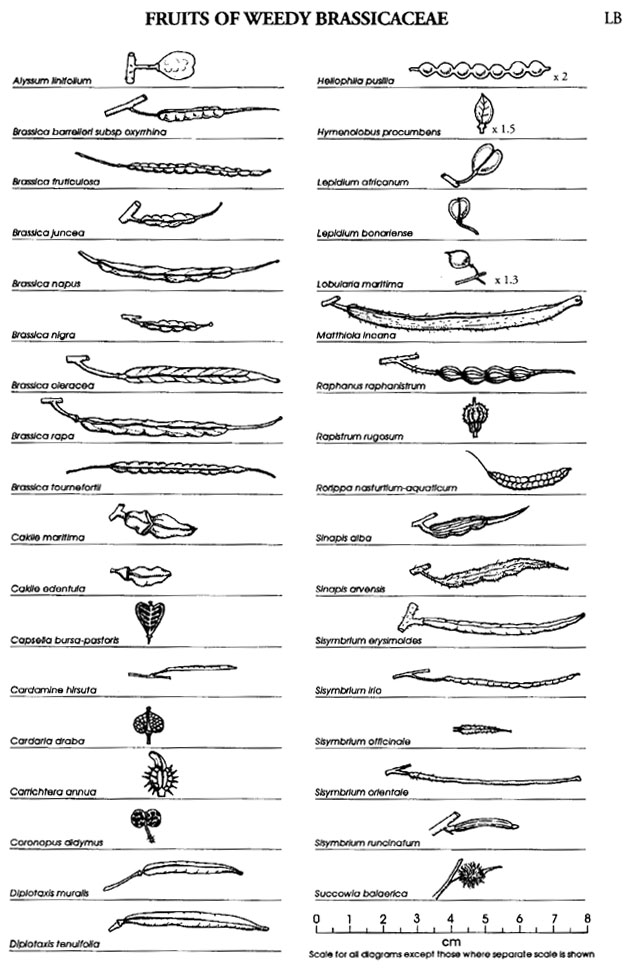 FRUITS OF WEEDY BRASSICACEAE
LB
Alyssum linifolium
Brassica barrelieri subsp oxyrrhina
Brassica fruticulosa
Brassica juncea
Brassica napus
Brassica nigra
Brassica oleracea
Brassica rapa
Brassica tournefortii
Cakile maritima
Cakile edentula
Capsella bursa-pastoris
Cardamine hirsuta
Cardaria draba
Carrichtera annua
Coronopus didymus
Diplotaxis muralis
Diplotaxis tenuifolia
Heliophila pusilla
x 2
Hymenolobus procumbens
x 1.5
Lepidium africanum
Lepidium bonariense
Lobularia maritima
x 1.3
Matthiola incana
Raphanus raphanistrum
Rapistrum rugosum
Rorippa nasturtium-aquaticum
Sinapis alba
Sinapis arvensis
Sisymbrium erysimoides
Sisymbrium irio
Sisymbrium officinale
Sisymbrium orientale
Sisymbrium runcinatum
Succowia balearica
0 1 2 3 4 5 6 7 8
cm
Scale for all diagrams except those where separate scale is shown